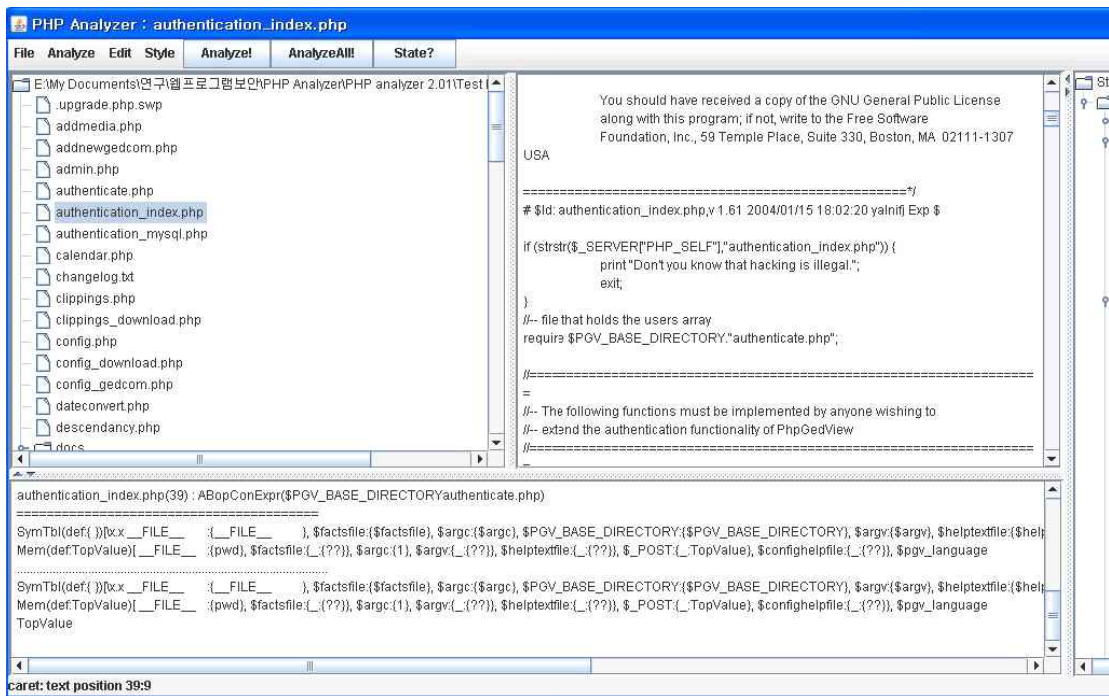 PHP Analyzer : authentication_index.php
File Analyze Edit Style Analyze! AnalyzeAll! State?
E:\My Documents\연구\웹프로그램보안\PHP Analyzer\PHP analyzer 2.01\Test
.upgrade.php.swp
addmedia.php
addnewgedcom.php
admin.php
authenticate.php
authentication_index.php
authentication_mysql.php
calendar.php
changelog.txt
clippings.php
clippings_download.php
config.php
config_download.php
config_gedcom.php
dateconvert.php
descendancy.php
docs
You should have received a copy of the GNU General Public License
along with this program; if not, write to the Free Software
Foundation, Inc., 59 Temple Place, Suite 330, Boston, MA 02111-1307
USA
====================================================*/
# $Id: authentication_index.php,v 1.61 2004/01/15 18:02:20 yalnifj Exp $
if (strstr($_SERVER["PHP_SELF"],"authentication_index.php")) {
print "Don't you know that hacking is illegal.";
exit;
}
//-- file that holds the users array
require $PGV_BASE_DIRECTORY."authenticate.php";
//====================================================================
=
//-- The following functions must be implemented by anyone wishing to
//-- extend the authentication functionality of PhpGedView
//====================================================================
St
authentication_index.php(39) : ABopConExpr($PGV_BASE_DIRECTORYauthenticate.php)
=========================================
SymTbl(def:{ })[tx.x __FILE__ :{__FILE__ }, $factsfile:{$factsfile}, $argc:{$argc}, $PGV_BASE_DIRECTORY:{$PGV_BASE_DIRECTORY}, $argv:{$argv}, $helptextfile:{$help
Mem(def:TopValue)[ __FILE__ :{pwd}, $factsfile:{_:{??}}, $argc:{1}, $argv:{_:{??}}, $helptextfile:{_:{??}}, $_POST:{_:TopValue}, $confighelpfile:{_:{??}}, $pgv_language
..............................................................................
SymTbl(def:{ })[tx.x __FILE__ :{__FILE__ }, $factsfile:{$factsfile}, $argc:{$argc}, $PGV_BASE_DIRECTORY:{$PGV_BASE_DIRECTORY}, $argv:{$argv}, $helptextfile:{$help
Mem(def:TopValue)[ __FILE__ :{pwd}, $factsfile:{_:{??}}, $argc:{1}, $argv:{_:{??}}, $helptextfile:{_:{??}}, $_POST:{_:TopValue}, $confighelpfile:{_:{??}}, $pgv_language
TopValue
caret: text position 39:9